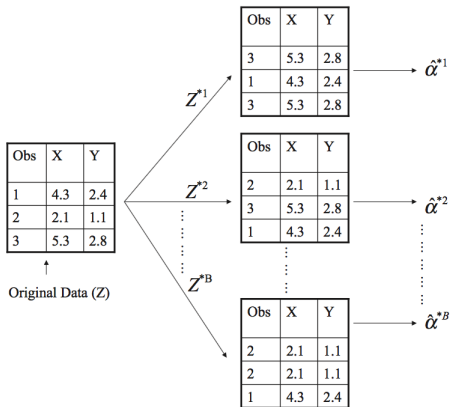 Obs X Y
3 5.3 2.8
1 4.3 2.4
3 5.3 2.8
Z*1
α̂*1
Obs X Y
1 4.3 2.4
2 2.1 1.1
3 5.3 2.8
Original Data (Z)
Z*2
Obs X Y
2 2.1 1.1
3 5.3 2.8
1 4.3 2.4
α̂*2
Z*B
Obs X Y
2 2.1 1.1
2 2.1 1.1
1 4.3 2.4
α̂*B